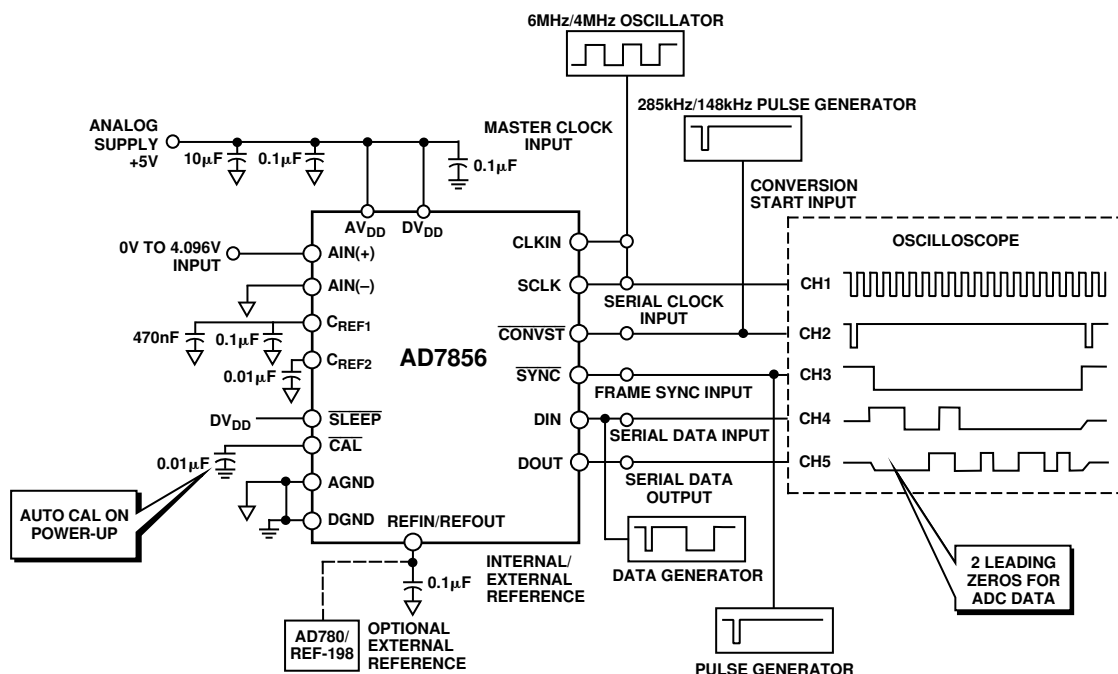 6MHz/4MHz OSCILLATOR
285kHz/148kHz PULSE GENERATOR
ANALOG
SUPPLY
+5V
10µF
0.1µF
0.1µF
MASTER CLOCK
INPUT
CONVERSION
START INPUT
AVDD
DVDD
0V TO 4.096V
INPUT
AIN(+)
AIN(–)
CREF1
470nF
0.1µF
CREF2
0.01µF
DVDD
SLEEP
CAL
0.01µF
AGND
DGND
REFIN/REFOUT
AD7856
CLKIN
SCLK
CONVST
SYNC
DIN
DOUT
SERIAL CLOCK
INPUT
FRAME SYNC INPUT
SERIAL DATA INPUT
SERIAL DATA
OUTPUT
OSCILLOSCOPE
CH1
CH2
CH3
CH4
CH5
AUTO CAL ON
POWER-UP
0.1µF
INTERNAL/
EXTERNAL
REFERENCE
AD780/
REF-198
OPTIONAL
EXTERNAL
REFERENCE
DATA GENERATOR
PULSE GENERATOR
2 LEADING
ZEROS FOR
ADC DATA